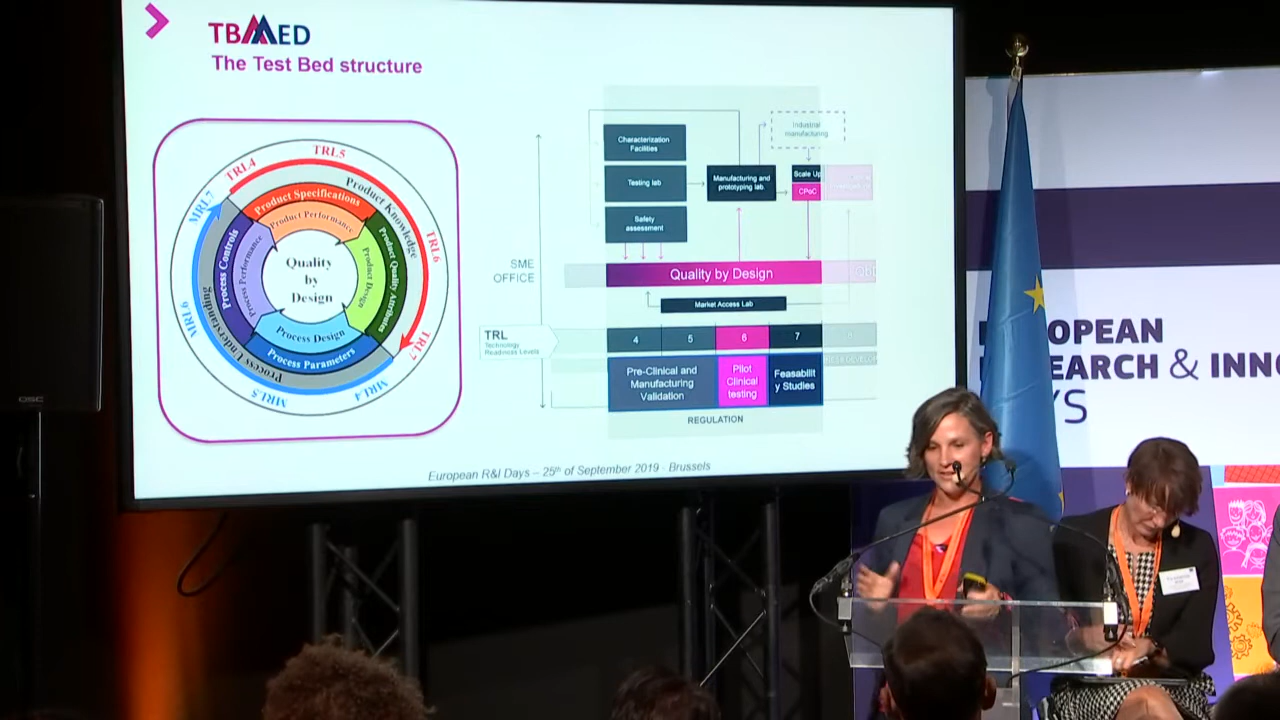 TBMED
The Test Bed structure
TRL4
TRL5
TRL6
TRL7
MRL4
MRL5
MRL6
MRL7
Product Knowledge
Process Understanding
Product Specifications
Product Performance
Product Quality Attributes
Product Design
Process Parameters
Process Design
Process Controls
Process Performance
Quality
by
Design
Characterization
Facilities
Testing lab
Safety
assessment
Manufacturing and
prototyping lab.
Industrial
manufacturing
Scale Up
CPoC
SME
OFFICE
Quality by Design
Market Access Lab
TRL
Technology
Readiness Levels
4
5
6
7
Pre-Clinical and
Manufacturing
Validation
Pilot
Clinical
testing
Feasabilit
y Studies
REGULATION
European R&I Days – 25th of September 2019 - Brussels
OPEAN
EARCH & INNO
YS
QSC